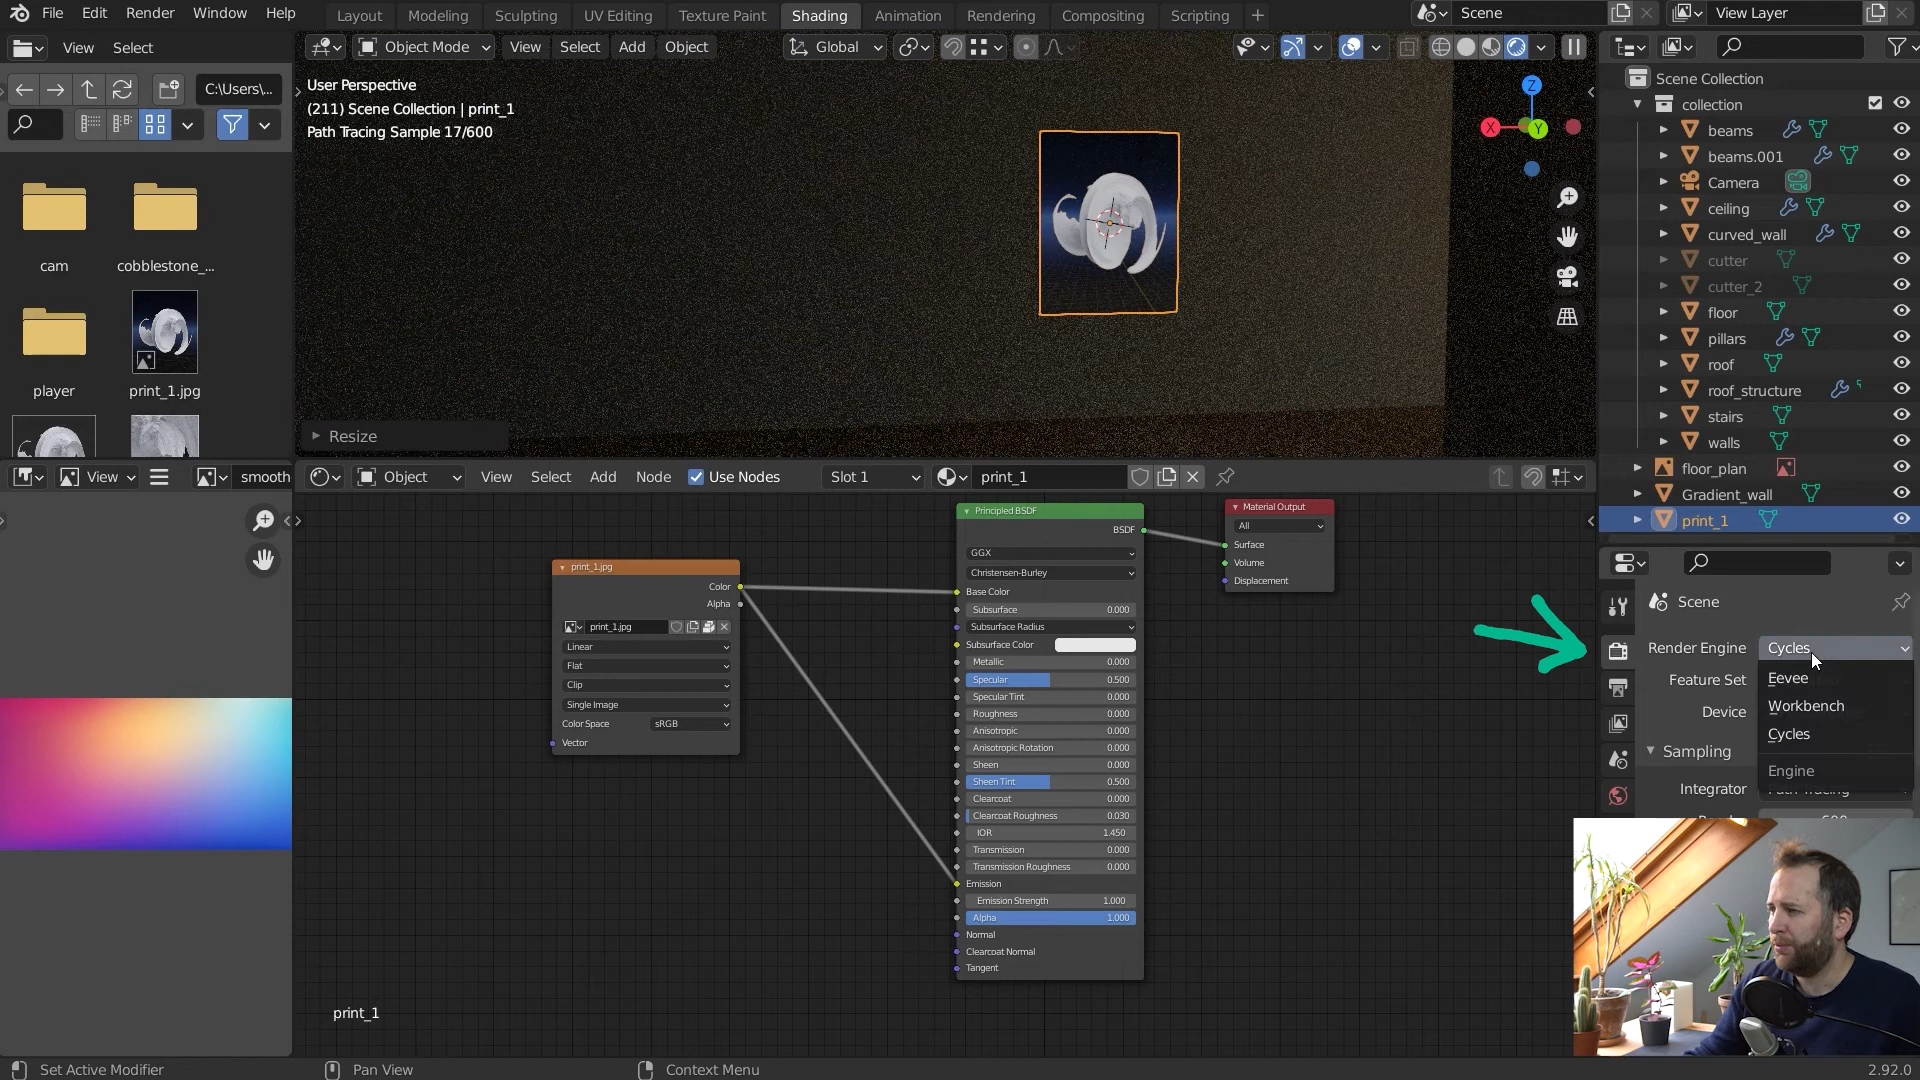 File Edit Render Window Help
Layout Modeling Sculpting UV Editing Texture Paint Shading Animation Rendering Compositing Scripting +
Scene
View Layer
View Select
C:\Users\...
cam
cobblestone_...
player
print_1.jpg
Object Mode View Select Add Object
Global
User Perspective
(211) Scene Collection | print_1
Path Tracing Sample 17/600
Z
X
Y
Resize
Scene Collection
collection
beams
beams.001
Camera
ceiling
curved_wall
cutter
cutter_2
floor
pillars
roof
roof_structure
stairs
walls
floor_plan
Gradient_wall
print_1
View
smooth
Object View Select Add Node Use Nodes Slot 1 print_1
print_1.jpg
Color
Alpha
print_1.jpg
Linear
Flat
Clip
Single Image
Color Space sRGB
Vector
Principled BSDF
BSDF
GGX
Christensen-Burley
Base Color
Subsurface 0.000
Subsurface Radius
Subsurface Color
Metallic 0.000
Specular 0.500
Specular Tint 0.000
Roughness 0.000
Anisotropic 0.000
Anisotropic Rotation 0.000
Sheen 0.000
Sheen Tint 0.500
Clearcoat 0.000
Clearcoat Roughness 0.030
IOR 1.450
Transmission 0.000
Transmission Roughness 0.000
Emission
Emission Strength 1.000
Alpha 1.000
Normal
Clearcoat Normal
Tangent
Material Output
All
Surface
Volume
Displacement
print_1
Scene
Render Engine Cycles
Feature Set
Device
Eevee
Workbench
Cycles
Engine
Sampling
Integrator Path Tracing
Set Active Modifier
Pan View
Context Menu
2.92.0